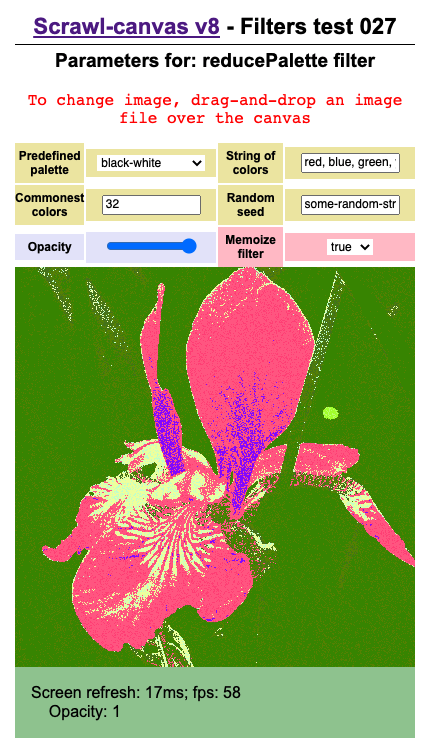 Scrawl-canvas v8 - Filters test 027
Parameters for: reducePalette filter
To change image, drag-and-drop an image
file over the canvas
Predefined
palette
black-white
String of
colors
red, blue, green,
Commonest
colors
32
Random
seed
some-random-str
Opacity
Memoize
filter
true
Screen refresh: 17ms; fps: 58
Opacity: 1